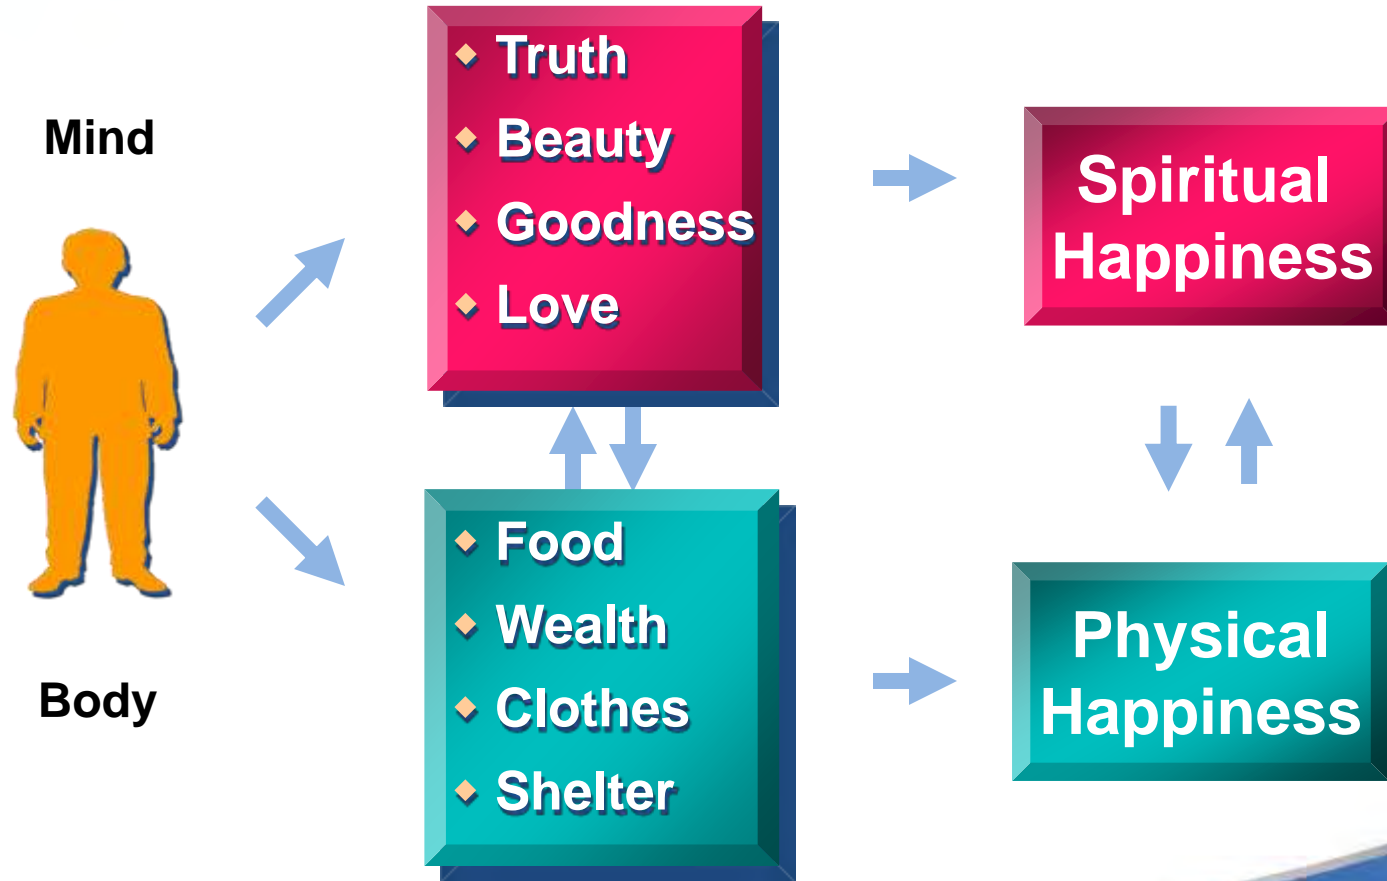 Mind
Truth
Beauty
Goodness
Love
Spiritual
Happiness
Body
Food
Wealth
Clothes
Shelter
Physical
Happiness